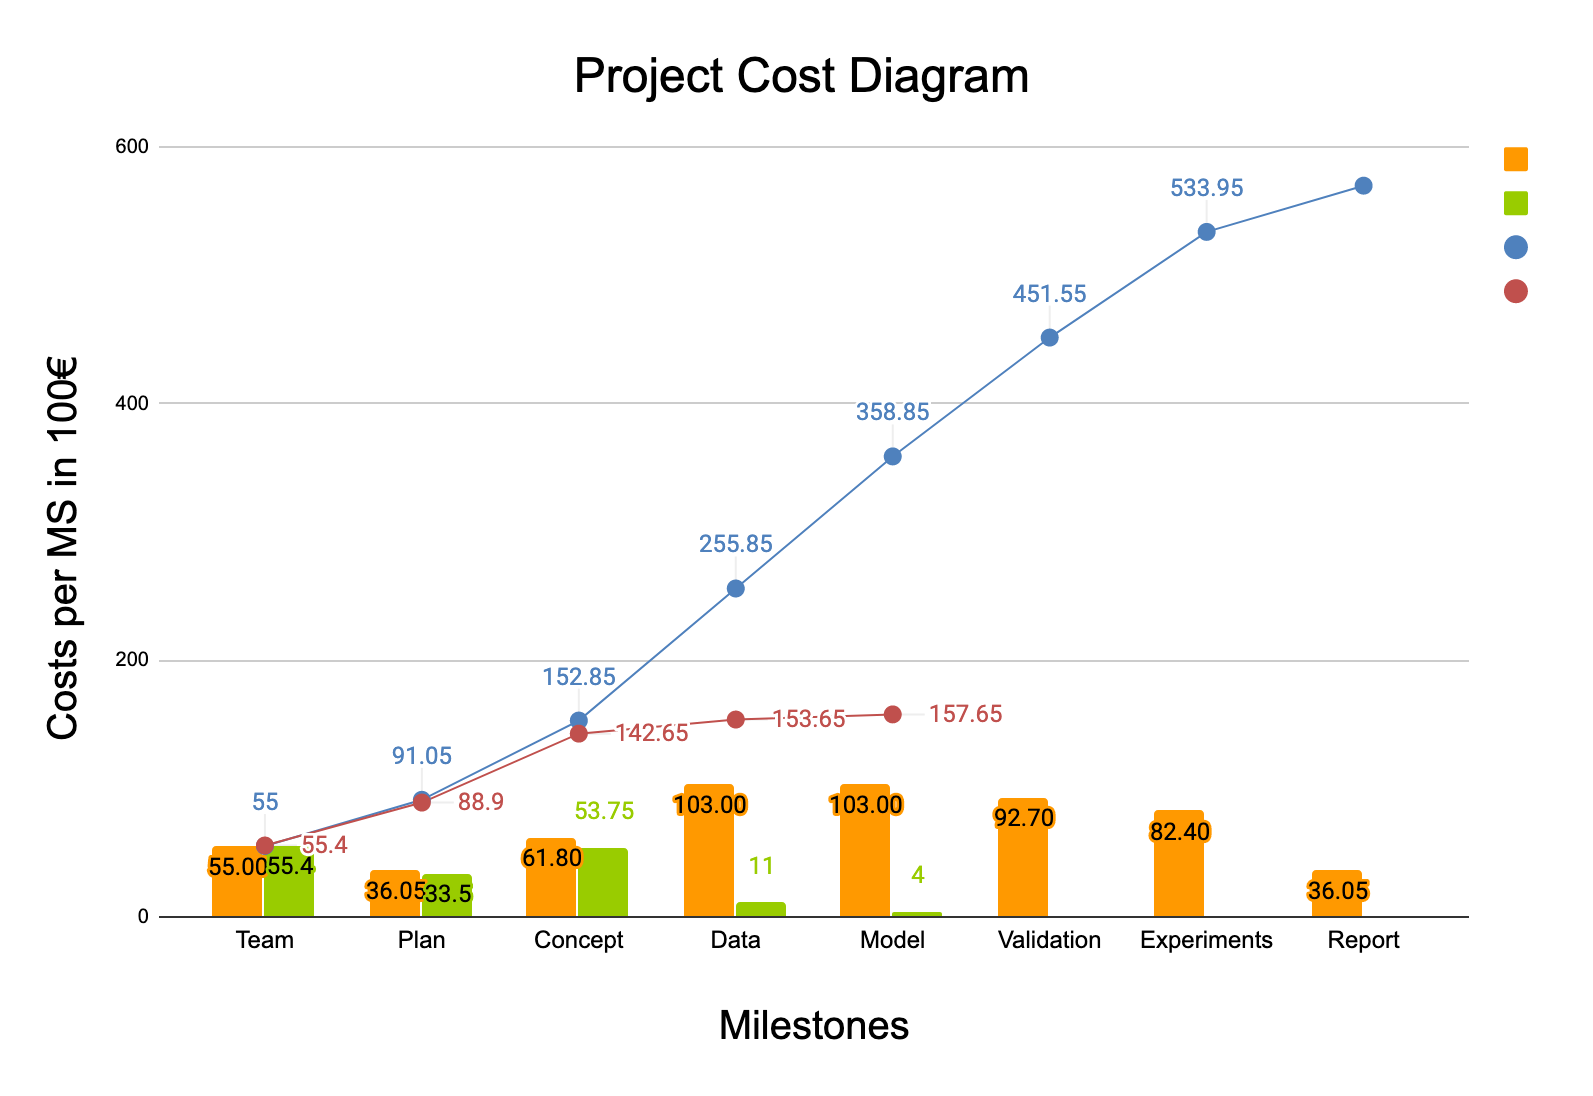 Project Cost Diagram
Costs per MS in 100€
600
400
200
0
533.95
451.55
358.85
255.85
152.85
91.05
55
55.4
88.9
142.65
153.65
157.65
55.00
55.4
36.05
33.5
61.80
53.75
103.00
11
103.00
4
92.70
82.40
36.05
Team
Plan
Concept
Data
Model
Validation
Experiments
Report
Milestones